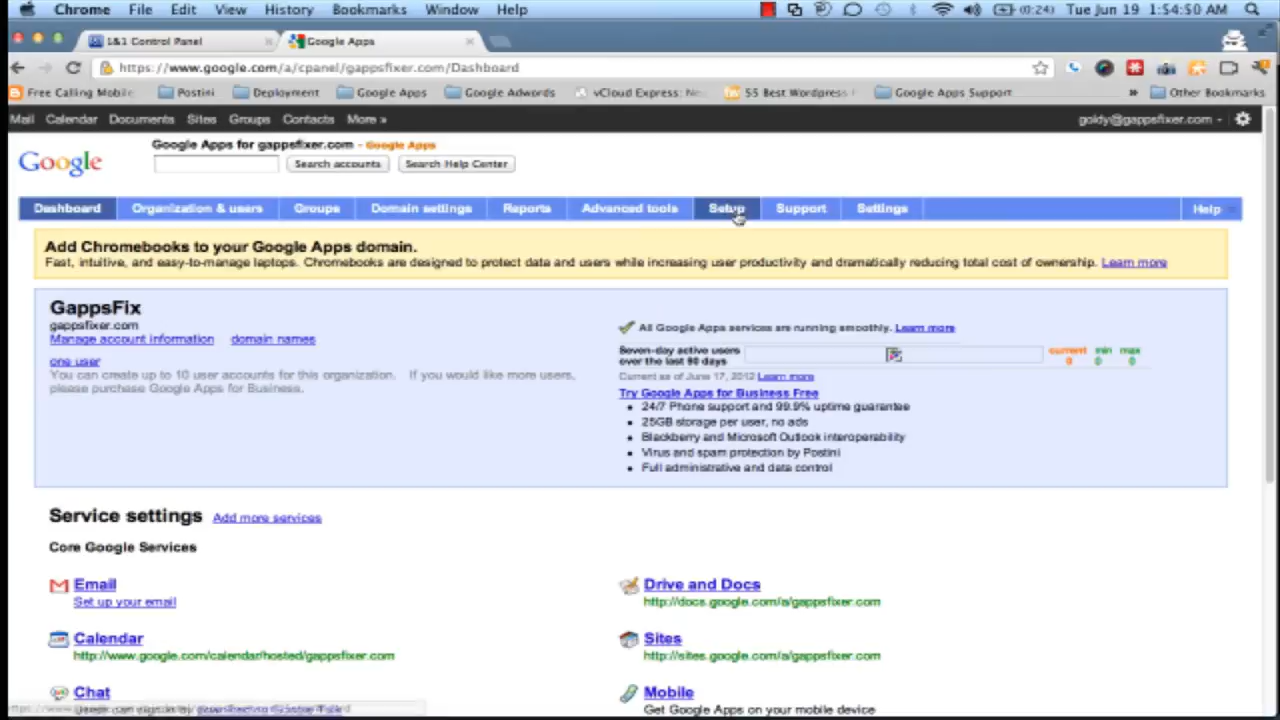 Chrome File Edit View History Bookmarks Window Help (0:24) Tue Jun 19 1:54:50 AM
1&1 Control Panel Google Apps
https://www.google.com/a/cpanel/gappsfixer.com/Dashboard
Free Calling Mobile Postini Deployment Google Apps Google Adwords vCloud Express: Ne 55 Best Wordpress Google Apps Support » Other Bookmarks
Mail Calendar Documents Sites Groups Contacts More » goldy@gappsfixer.com
Google Apps for gappsfixer.com - Google Apps
Google Search accounts Search Help Center
Dashboard Organization & users Groups Domain settings Reports Advanced tools Setup Support Settings Help
Add Chromebooks to your Google Apps domain.
Fast, intuitive, and easy-to-manage laptops. Chromebooks are designed to protect data and users while increasing user productivity and dramatically reducing total cost of ownership. Learn more
GappsFix
gappsfixer.com
Manage account information domain names
one user
You can create up to 10 user accounts for this organization. If you would like more users,
please purchase Google Apps for Business.
All Google Apps services are running smoothly. Learn more
Seven-day active users
over the last 90 days
current min max
0 0 0
Current as of June 17, 2012 Learn more
Try Google Apps for Business Free
• 24/7 Phone support and 99.9% uptime guarantee
• 25GB storage per user, no ads
• Blackberry and Microsoft Outlook interoperability
• Virus and spam protection by Postini
• Full administrative and data control
Service settings Add more services
Core Google Services
Email
Set up your email
Drive and Docs
http://docs.google.com/a/gappsfixer.com
Calendar
http://www.google.com/calendar/hosted/gappsfixer.com
Sites
http://sites.google.com/a/gappsfixer.com
Chat
Mobile
Get Google Apps on your mobile device